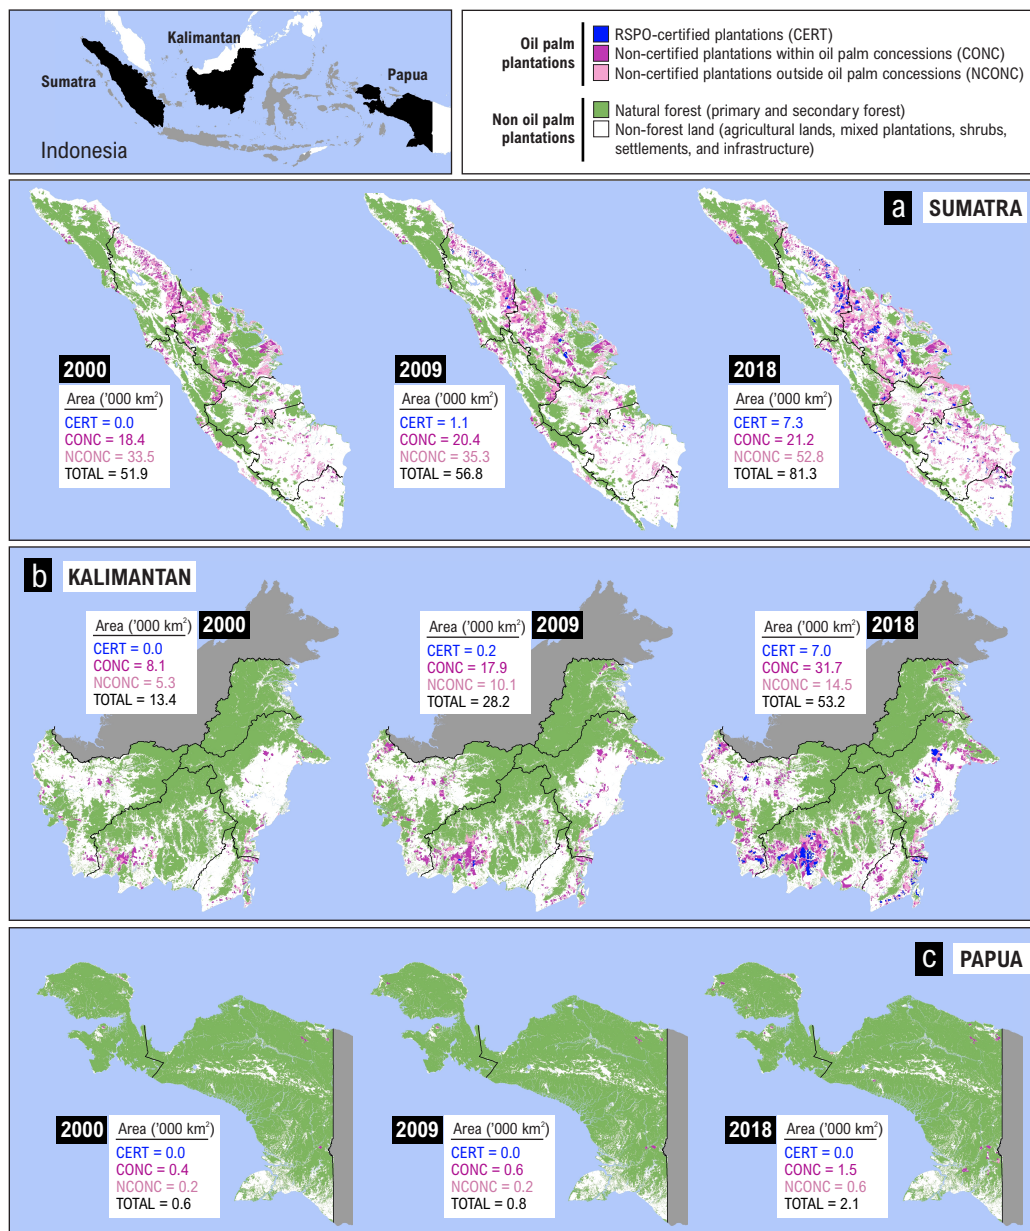 Kalimantan
Sumatra
Papua
Indonesia
Oil palm
plantations
RSPO-certified plantations (CERT)
Non-certified plantations within oil palm concessions (CONC)
Non-certified plantations outside oil palm concessions (NCONC)
Non oil palm
plantations
Natural forest (primary and secondary forest)
Non-forest land (agricultural lands, mixed plantations, shrubs,
settlements, and infrastructure)
a SUMATRA
2000
Area ('000 km²)
CERT = 0.0
CONC = 18.4
NCONC = 33.5
TOTAL = 51.9
2009
Area ('000 km²)
CERT = 1.1
CONC = 20.4
NCONC = 35.3
TOTAL = 56.8
2018
Area ('000 km²)
CERT = 7.3
CONC = 21.2
NCONC = 52.8
TOTAL = 81.3
b KALIMANTAN
2000
Area ('000 km²)
CERT = 0.0
CONC = 8.1
NCONC = 5.3
TOTAL = 13.4
2009
Area ('000 km²)
CERT = 0.2
CONC = 17.9
NCONC = 10.1
TOTAL = 28.2
2018
Area ('000 km²)
CERT = 7.0
CONC = 31.7
NCONC = 14.5
TOTAL = 53.2
c PAPUA
2000
Area ('000 km²)
CERT = 0.0
CONC = 0.4
NCONC = 0.2
TOTAL = 0.6
2009
Area ('000 km²)
CERT = 0.0
CONC = 0.6
NCONC = 0.2
TOTAL = 0.8
2018
Area ('000 km²)
CERT = 0.0
CONC = 1.5
NCONC = 0.6
TOTAL = 2.1